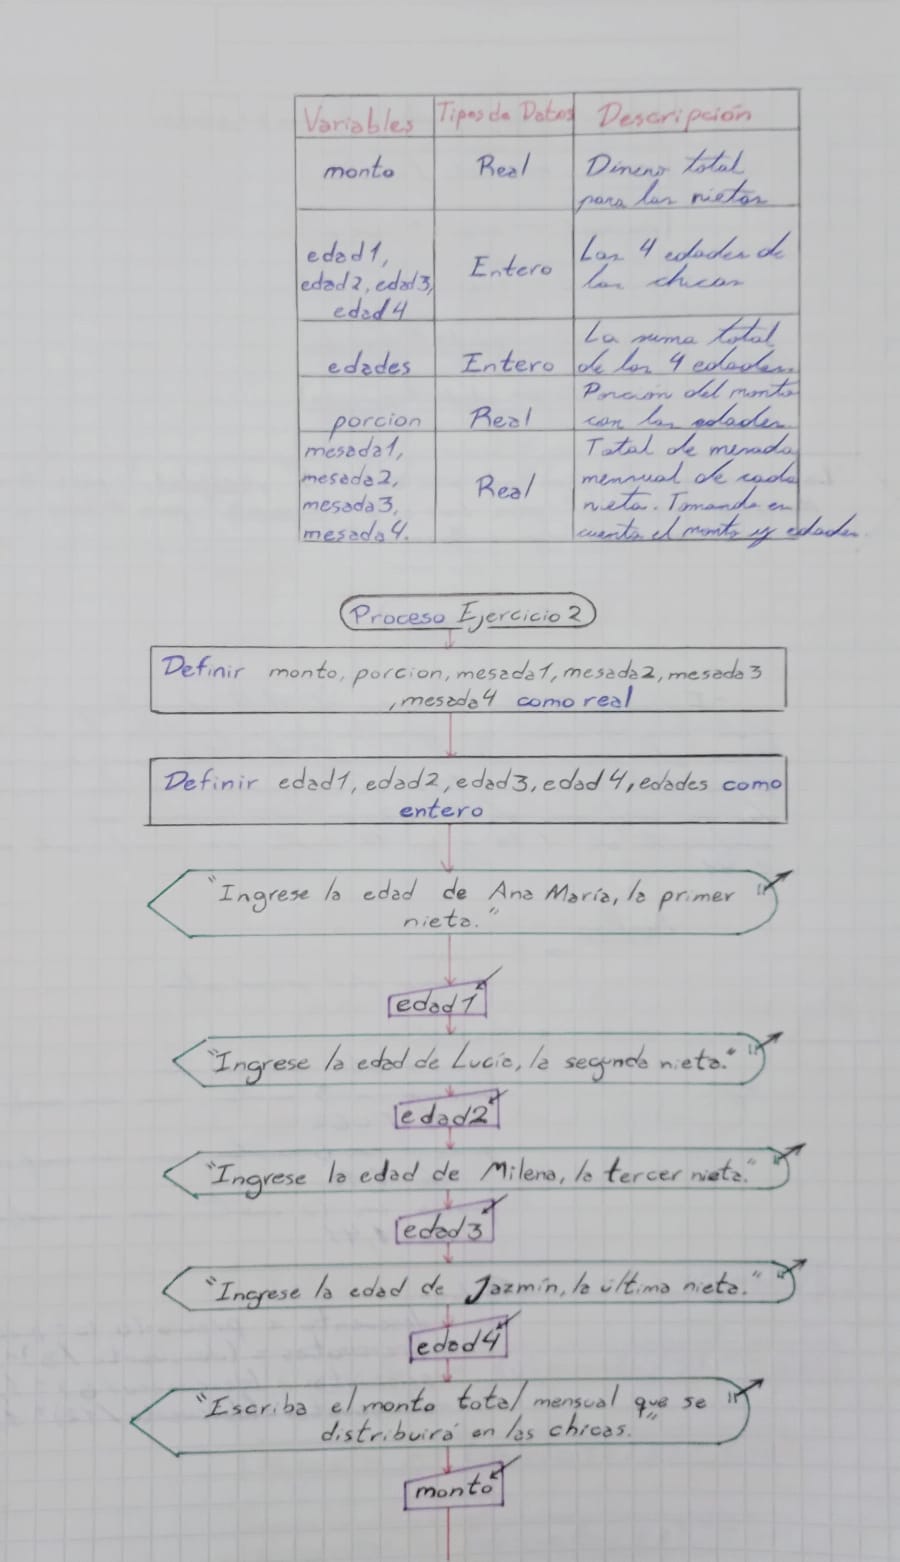 Variables
Tipos de Datos
Descripción
monto
Real
Dinero total
para las nietas
edad1,
edad2, edad3,
edad4
Entero
Las 4 edades de
las chicas
edades
Entero
La suma total
de las 4 edades.
porcion
Real
Porción del monto
con las edades.
mesada1,
mesada2,
mesada3,
mesada4.
Real
Total de mesada
mensual de cada
nieta. Tomando en
cuenta el monto y edades.
Proceso Ejercicio 2
Definir monto, porcion, mesada1, mesada2, mesada3
, mesada4 como real
Definir edad1, edad2, edad3, edad4, edades como
entero
"Ingrese la edad de Ana María, la primer
nieta."
edad1
"Ingrese la edad de Lucía, la segunda nieta."
edad2
"Ingrese la edad de Milena, la tercer nieta."
edad3
"Ingrese la edad de Jazmín, la última nieta."
edad4
"Escriba el monto total mensual que se
distribuirá en las chicas."
monto